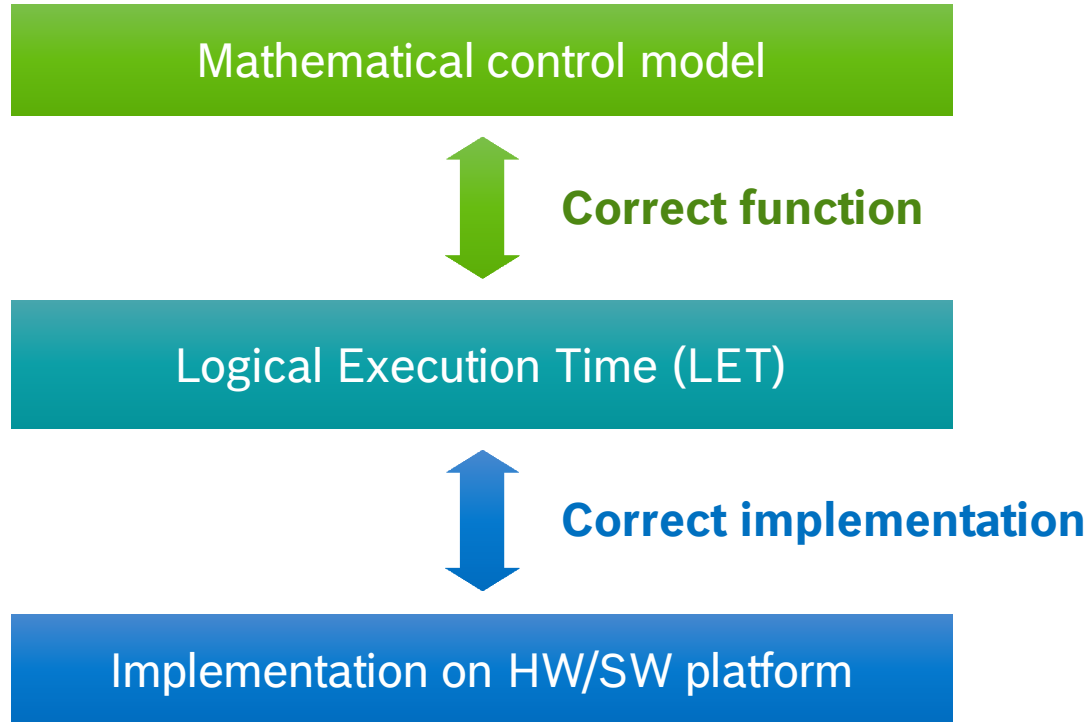 Mathematical control model
Correct function
Logical Execution Time (LET)
Correct implementation
Implementation on HW/SW platform